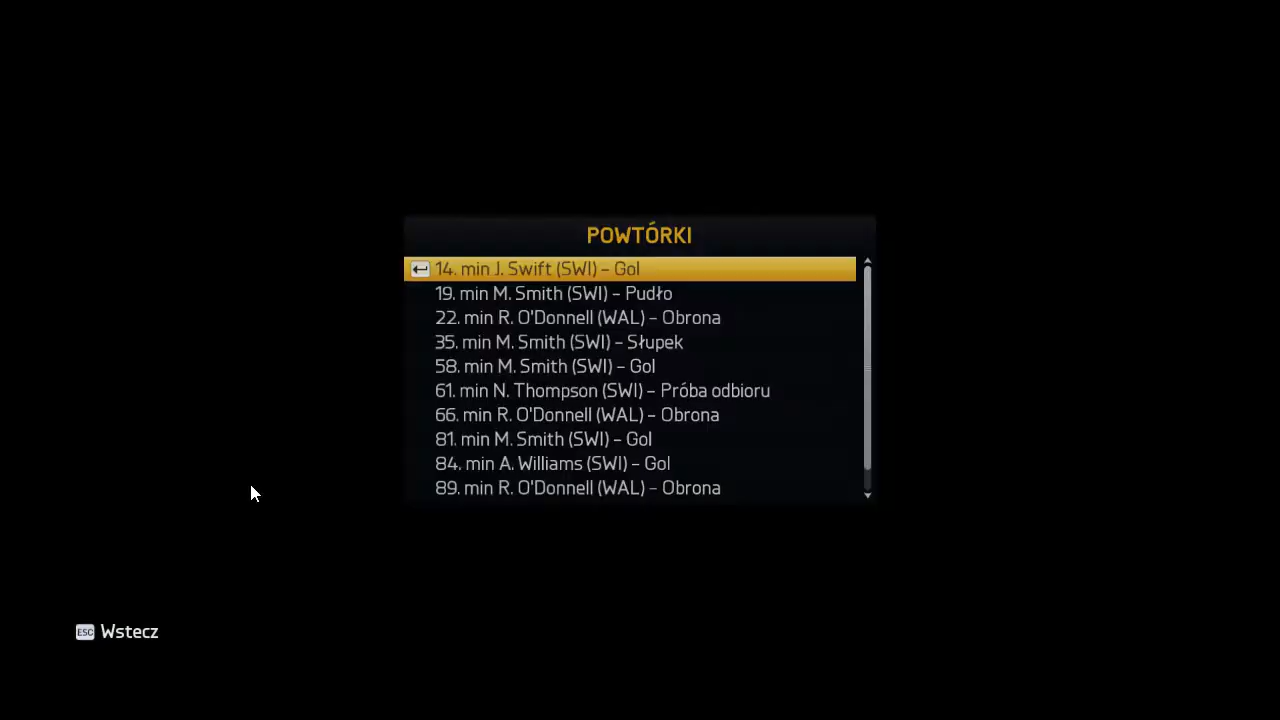 POWTÓRKI
14. min J. Swift (SWI) – Gol
19. min M. Smith (SWI) – Pudło
22. min R. O'Donnell (WAL) – Obrona
35. min M. Smith (SWI) – Słupek
58. min M. Smith (SWI) – Gol
61. min N. Thompson (SWI) – Próba odbioru
66. min R. O'Donnell (WAL) – Obrona
81. min M. Smith (SWI) – Gol
84. min A. Williams (SWI) – Gol
89. min R. O'Donnell (WAL) – Obrona
ESC Wstecz